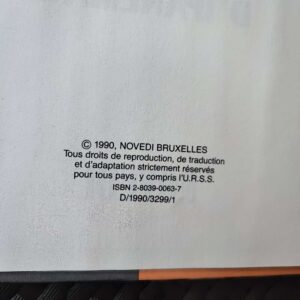 © 1990, NOVEDI BRUXELLES
Tous droits de reproduction, de traduction
et d'adaptation strictement réservés
pour tous pays, y compris l'U.R.S.S.
ISBN 2-8039-0063-7
D/1990/3299/1